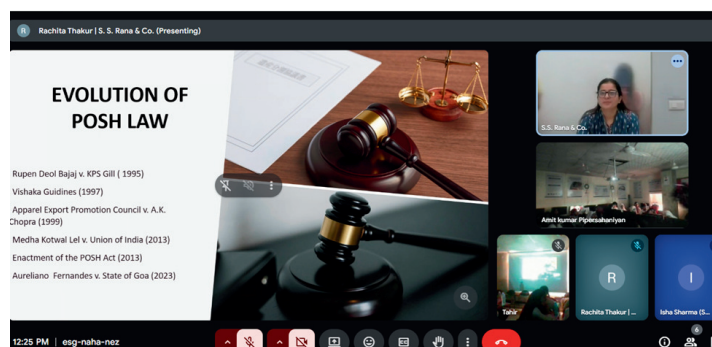 R
Rachita Thakur | S. S. Rana & Co. (Presenting)
EVOLUTION OF
POSH LAW
Rupen Deol Bajaj v. KPS Gill ( 1995)
Vishaka Guidines (1997)
Apparel Export Promotion Council v. A.K.
Chopra (1999)
Medha Kotwal Lel v. Union of India (2013)
Enactment of the POSH Act (2013)
Aureliano Fernandes v. State of Goa (2023)
S.S. Rana & Co.
Amit kumar Pipersahaniyan
Tahir
R
Rachita Thakur | ...
I
Isha Sharma (S...
12:25 PM | esg-naha-nez
6